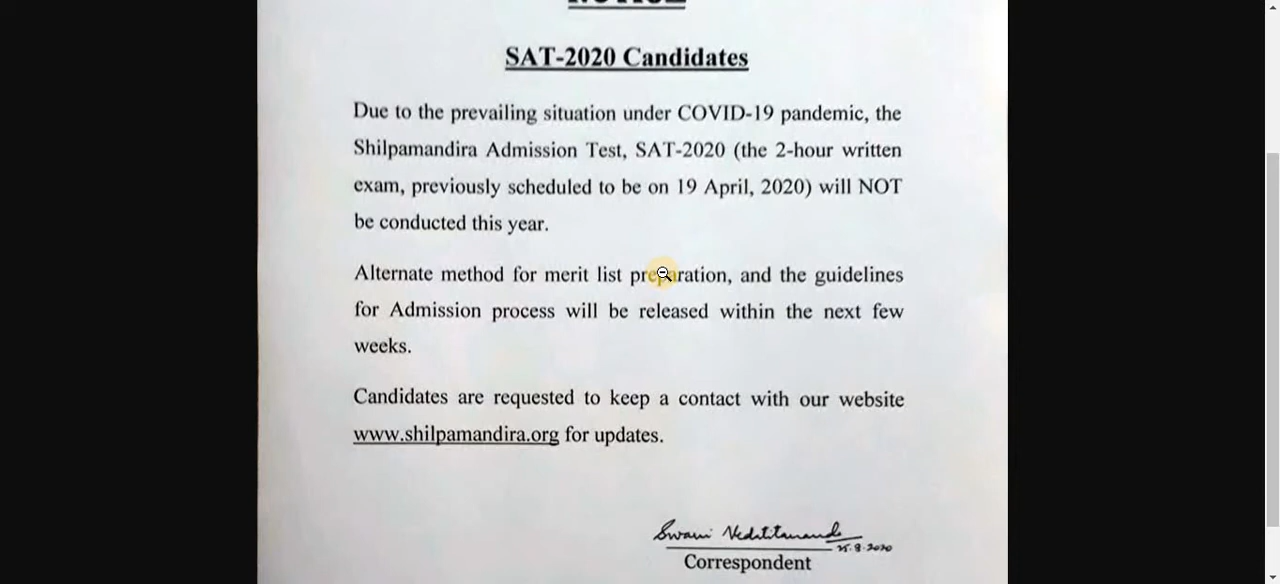 NOTICE
SAT-2020 Candidates
Due to the prevailing situation under COVID-19 pandemic, the
Shilpamandira Admission Test, SAT-2020 (the 2-hour written
exam, previously scheduled to be on 19 April, 2020) will NOT
be conducted this year.
Alternate method for merit list preparation, and the guidelines
for Admission process will be released within the next few
weeks.
Candidates are requested to keep a contact with our website
www.shilpamandira.org for updates.
Swami
Correspondent